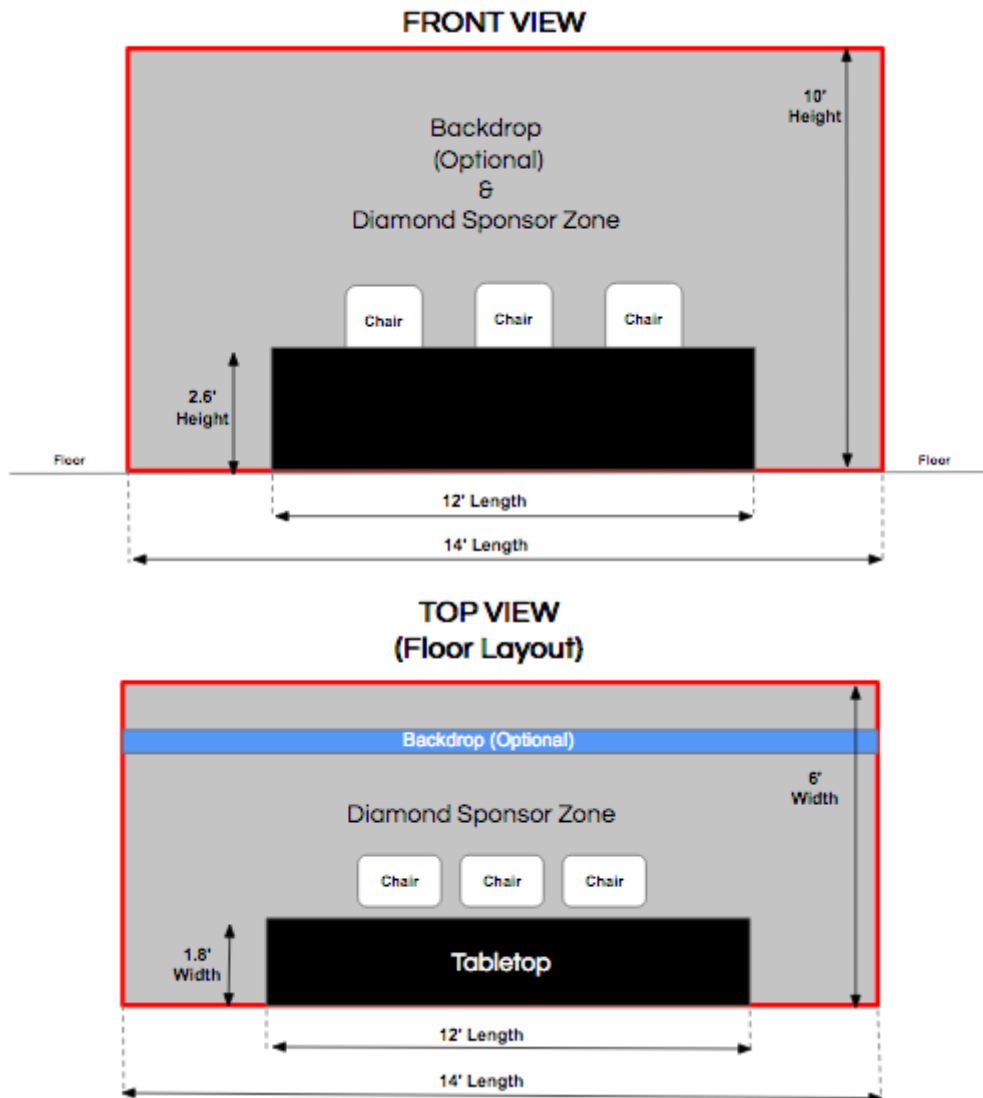 FRONT VIEW
10'
Height
Backdrop
(Optional)
&
Diamond Sponsor Zone
Chair
Chair
Chair
2.6'
Height
Floor
Floor
12' Length
14' Length
TOP VIEW
(Floor Layout)
Backdrop (Optional)
6'
Width
Diamond Sponsor Zone
Chair
Chair
Chair
1.8'
Width
Tabletop
12' Length
14' Length